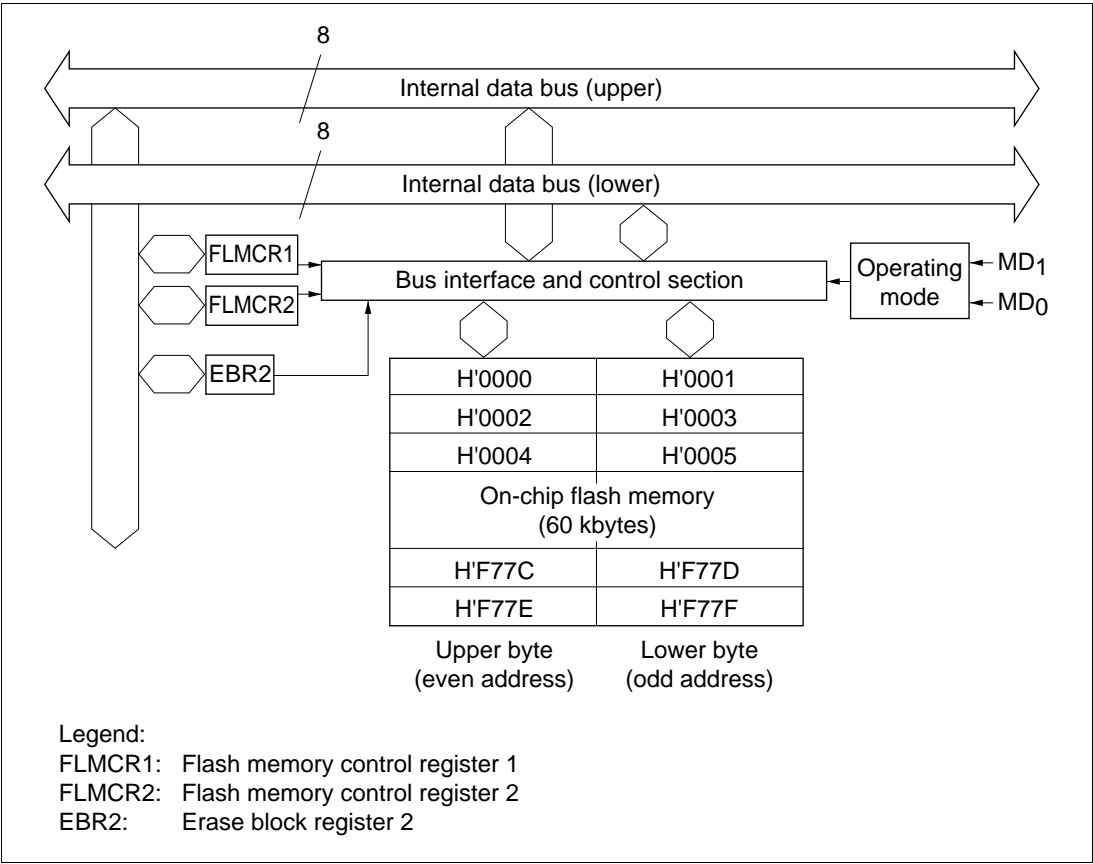 8
Internal data bus (upper)
8
Internal data bus (lower)
FLMCR1
Bus interface and control section
Operating
mode
MD1
MD0
FLMCR2
EBR2
H'0000 H'0001
H'0002 H'0003
H'0004 H'0005
On-chip flash memory
(60 kbytes)
H'F77C H'F77D
H'F77E H'F77F
Upper byte
(even address)
Lower byte
(odd address)
Legend:
FLMCR1: Flash memory control register 1
FLMCR2: Flash memory control register 2
EBR2: Erase block register 2